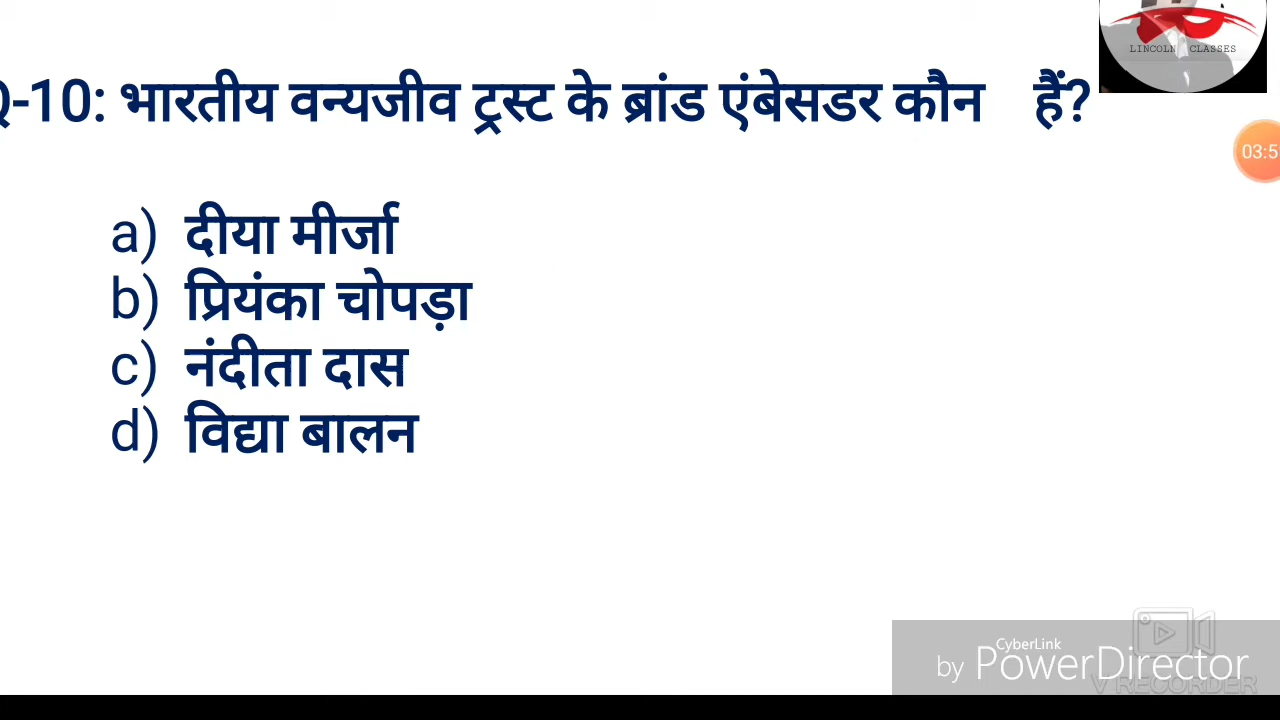 LINCOLN CLASSES
Q-10: भारतीय वन्यजीव ट्रस्ट के ब्रांड एंबेसडर कौन हैं?
03:5
a) दीया मीर्जा
b) प्रियंका चोपड़ा
c) नंदीता दास
d) विद्या बालन
CyberLink
by PowerDirector
V RECORDER